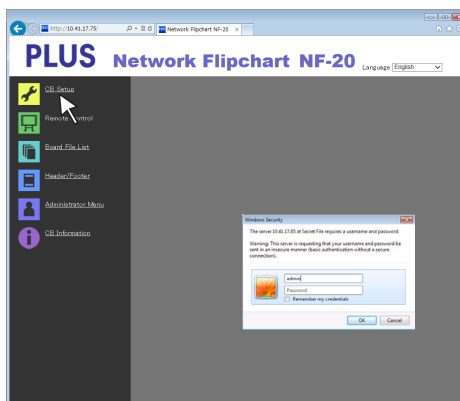 http://10.41.17.75/
Network Flipchart NF-20
PLUS
Network Flipchart NF-20
Language English
CB Setup
Remote Control
Board File List
Header/Footer
Administrator Menu
CB Information
Windows Security
The server 10.41.17.65 at Secret File requires a username and password.
Warning: This server is requesting that your username and password be
sent in an insecure manner (basic authentication without a secure
connection).
admin
Password
Remember my credentials
OK Cancel